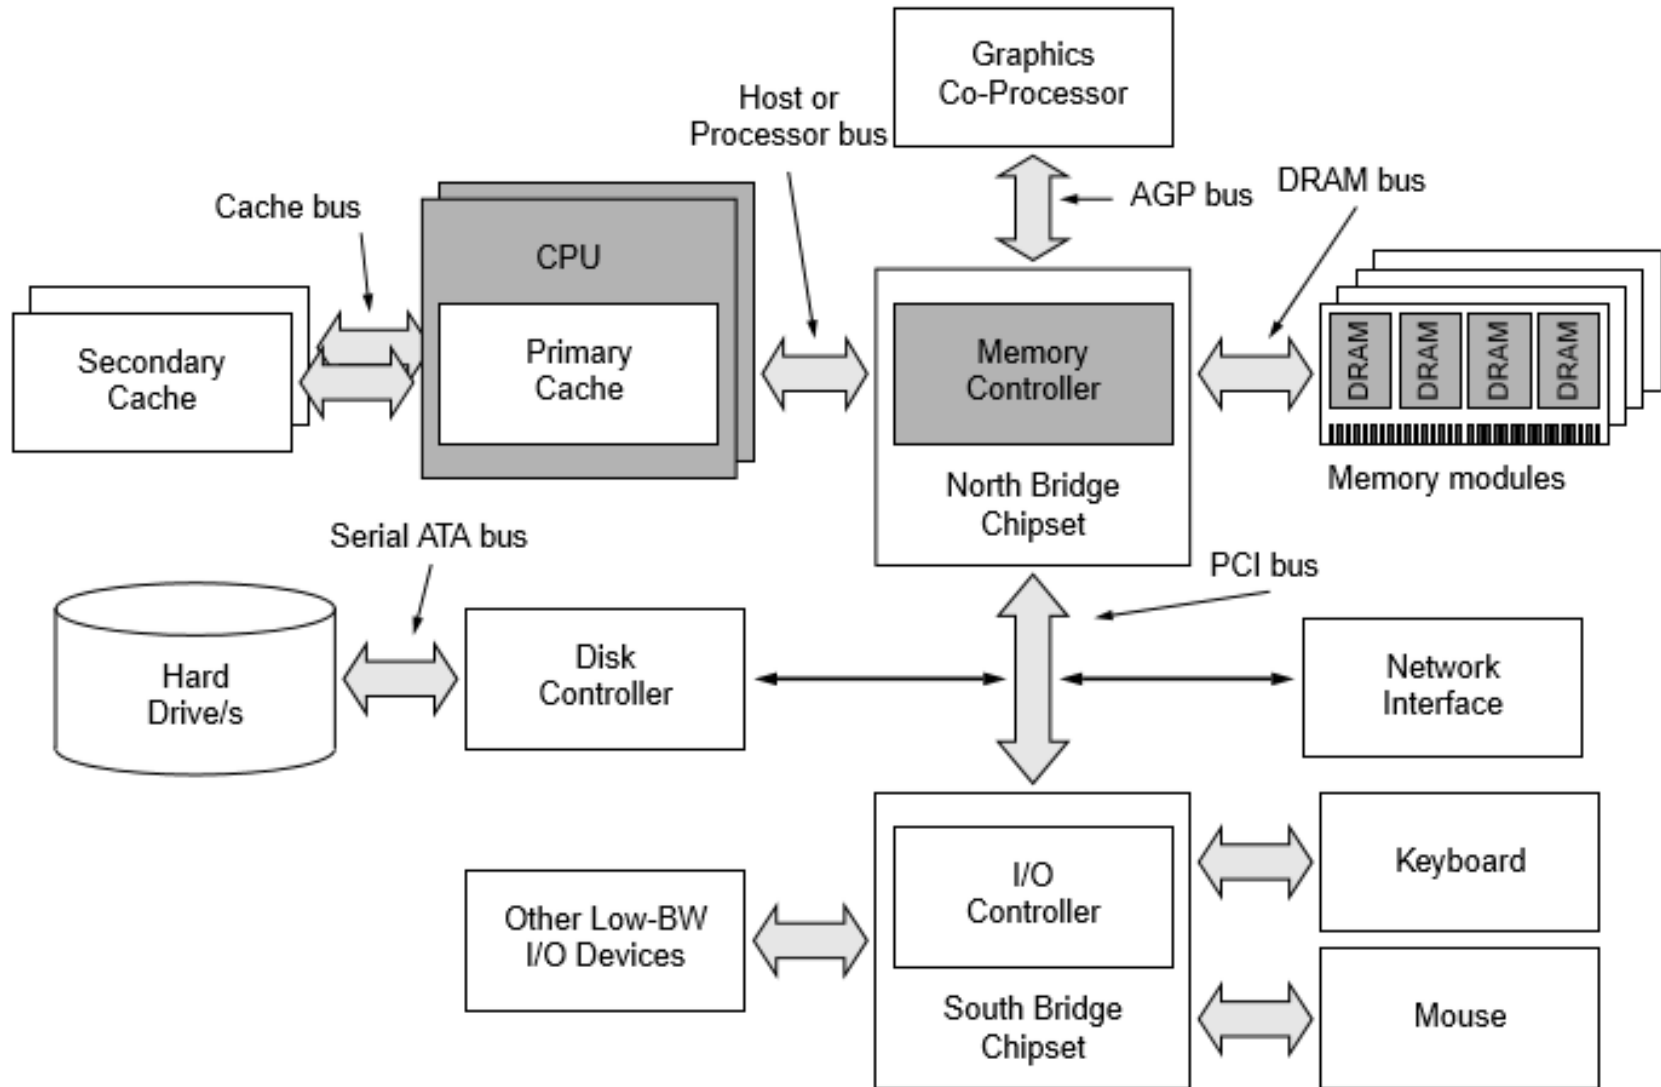 Graphics
Co-Processor
Host or
Processor bus
AGP bus
DRAM bus
Cache bus
CPU
Primary
Cache
Secondary
Cache
Memory
Controller
North Bridge
Chipset
DRAM
DRAM
DRAM
DRAM
Memory modules
Serial ATA bus
PCI bus
Hard
Drive/s
Disk
Controller
Network
Interface
I/O
Controller
South Bridge
Chipset
Other Low-BW
I/O Devices
Keyboard
Mouse